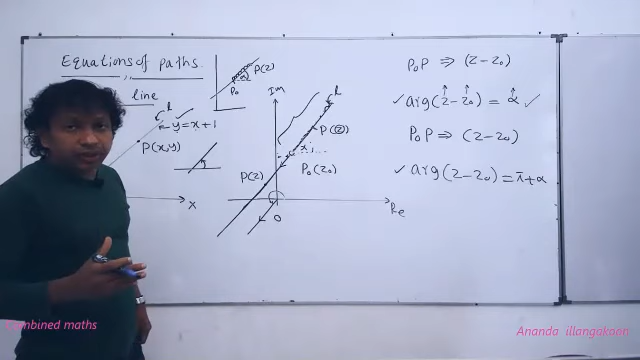 Equations of paths.
line
y = x + 1
l
P(x,y)
x
P(z)
P₀
Im
l
P(z)
P(z)
P₀(z₀)
O
Re
P₀P ⇒ (z - z₀)
✓ arg(z - z₀) = α ✓
P₀P ⇒ (z - z₀)
✓ arg(z - z₀) = π + α
Combined maths
Ananda illangakoon